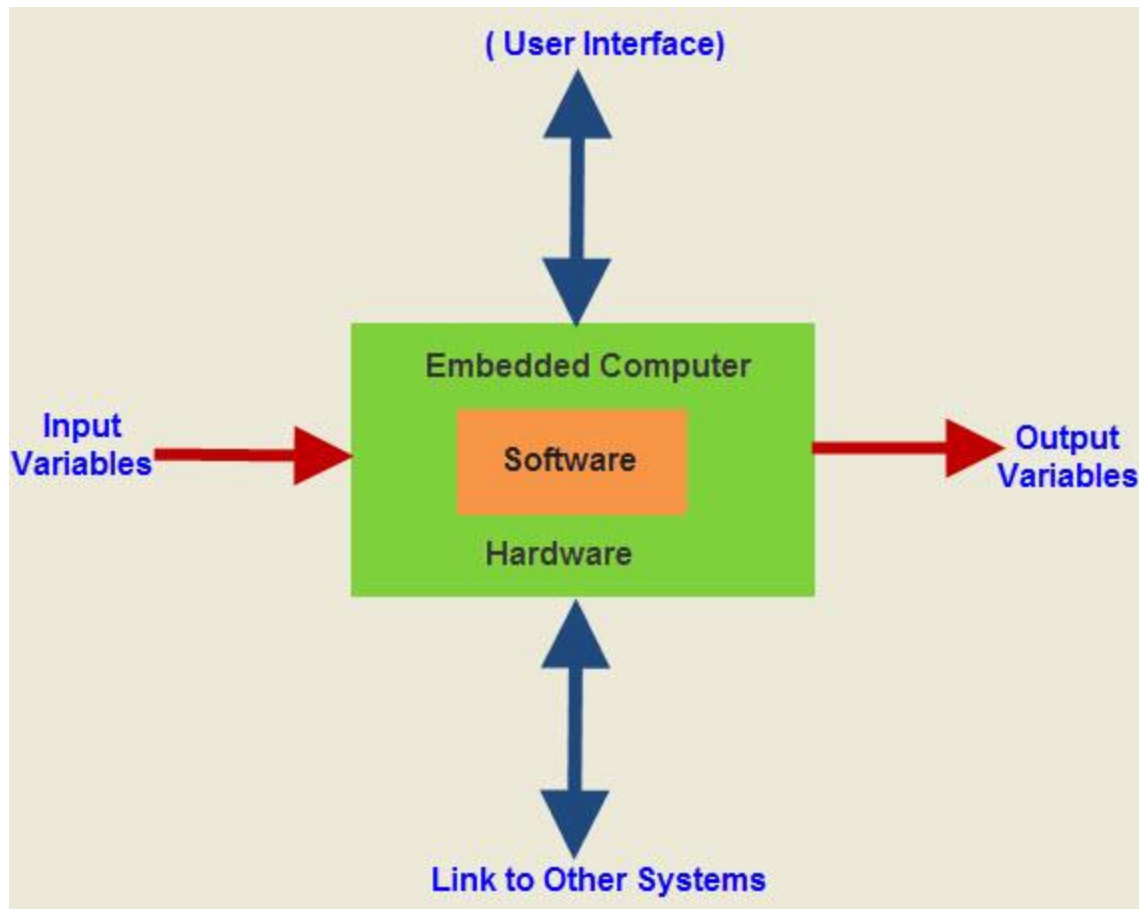 ( User Interface)
Embedded Computer
Input
Variables
Software
Output
Variables
Hardware
Link to Other Systems